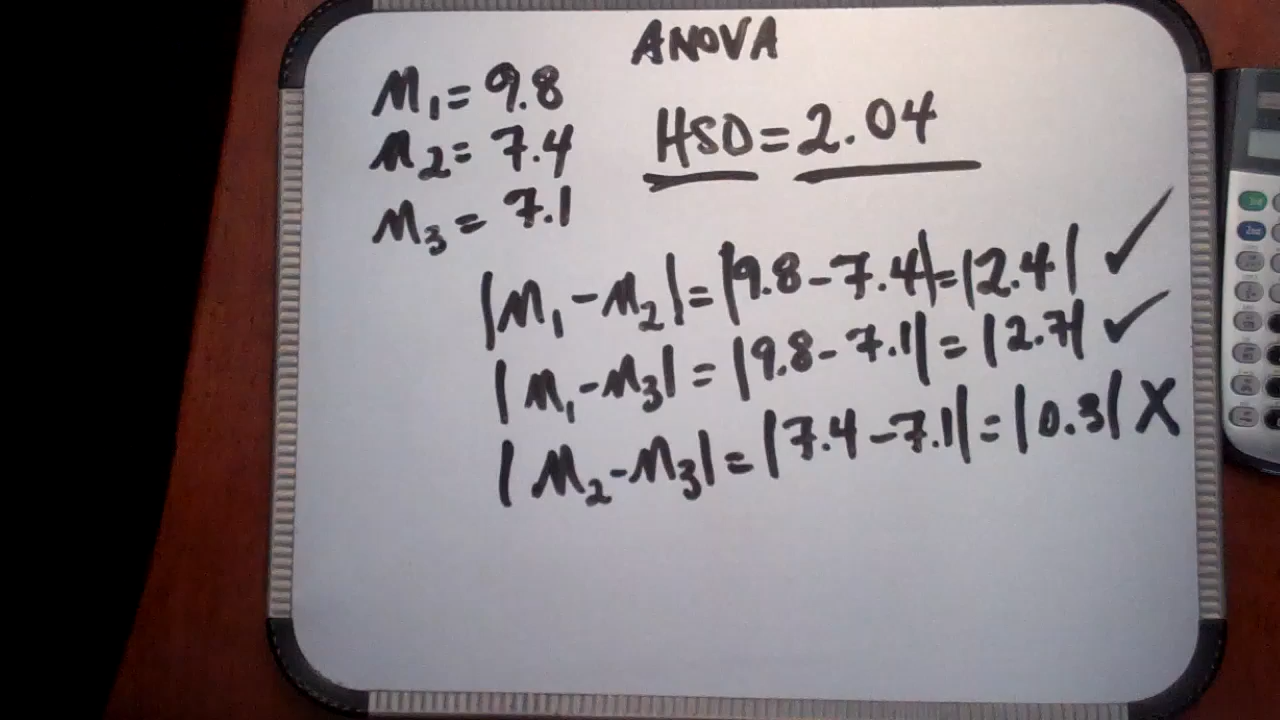 ANOVA
M₁ = 9.8
M₂ = 7.4
M₃ = 7.1
HSD = 2.04
|M₁ - M₂| = |9.8 - 7.4| = |2.4| ✓
|M₁ - M₃| = |9.8 - 7.1| = |2.7| ✓
|M₂ - M₃| = |7.4 - 7.1| = |0.3| X